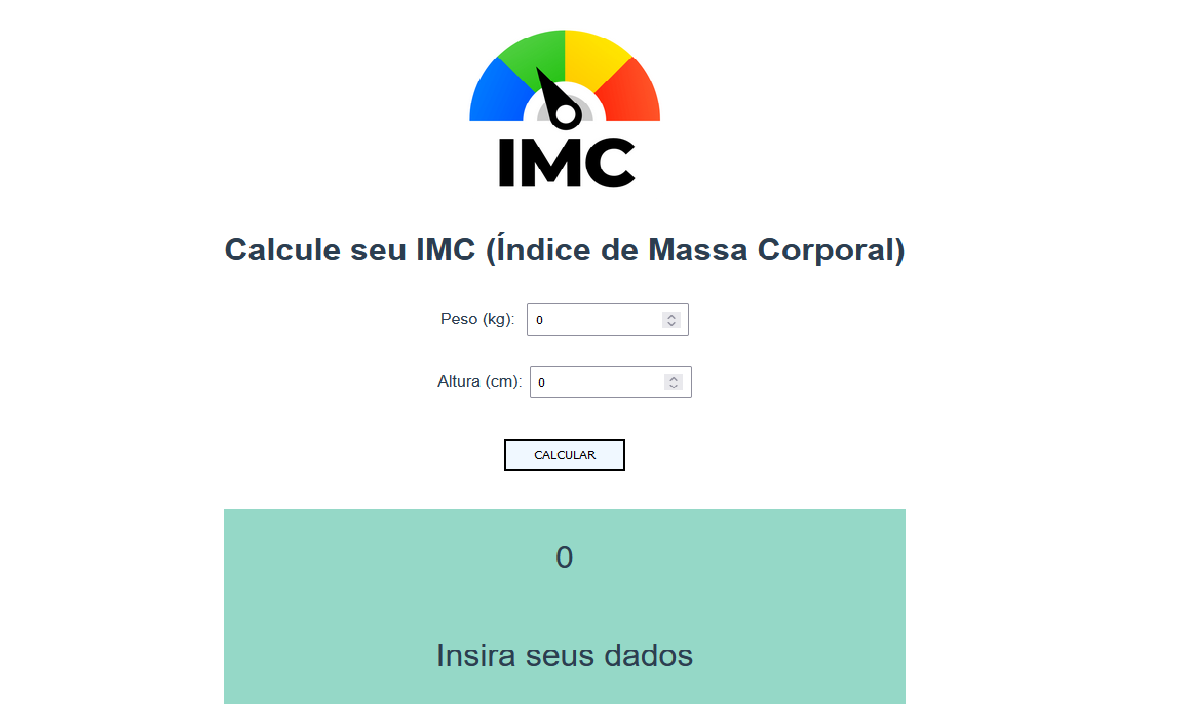 IMC
Calcule seu IMC (Índice de Massa Corporal)
Peso (kg): 0
Altura (cm): 0
CALCULAR
0
Insira seus dados